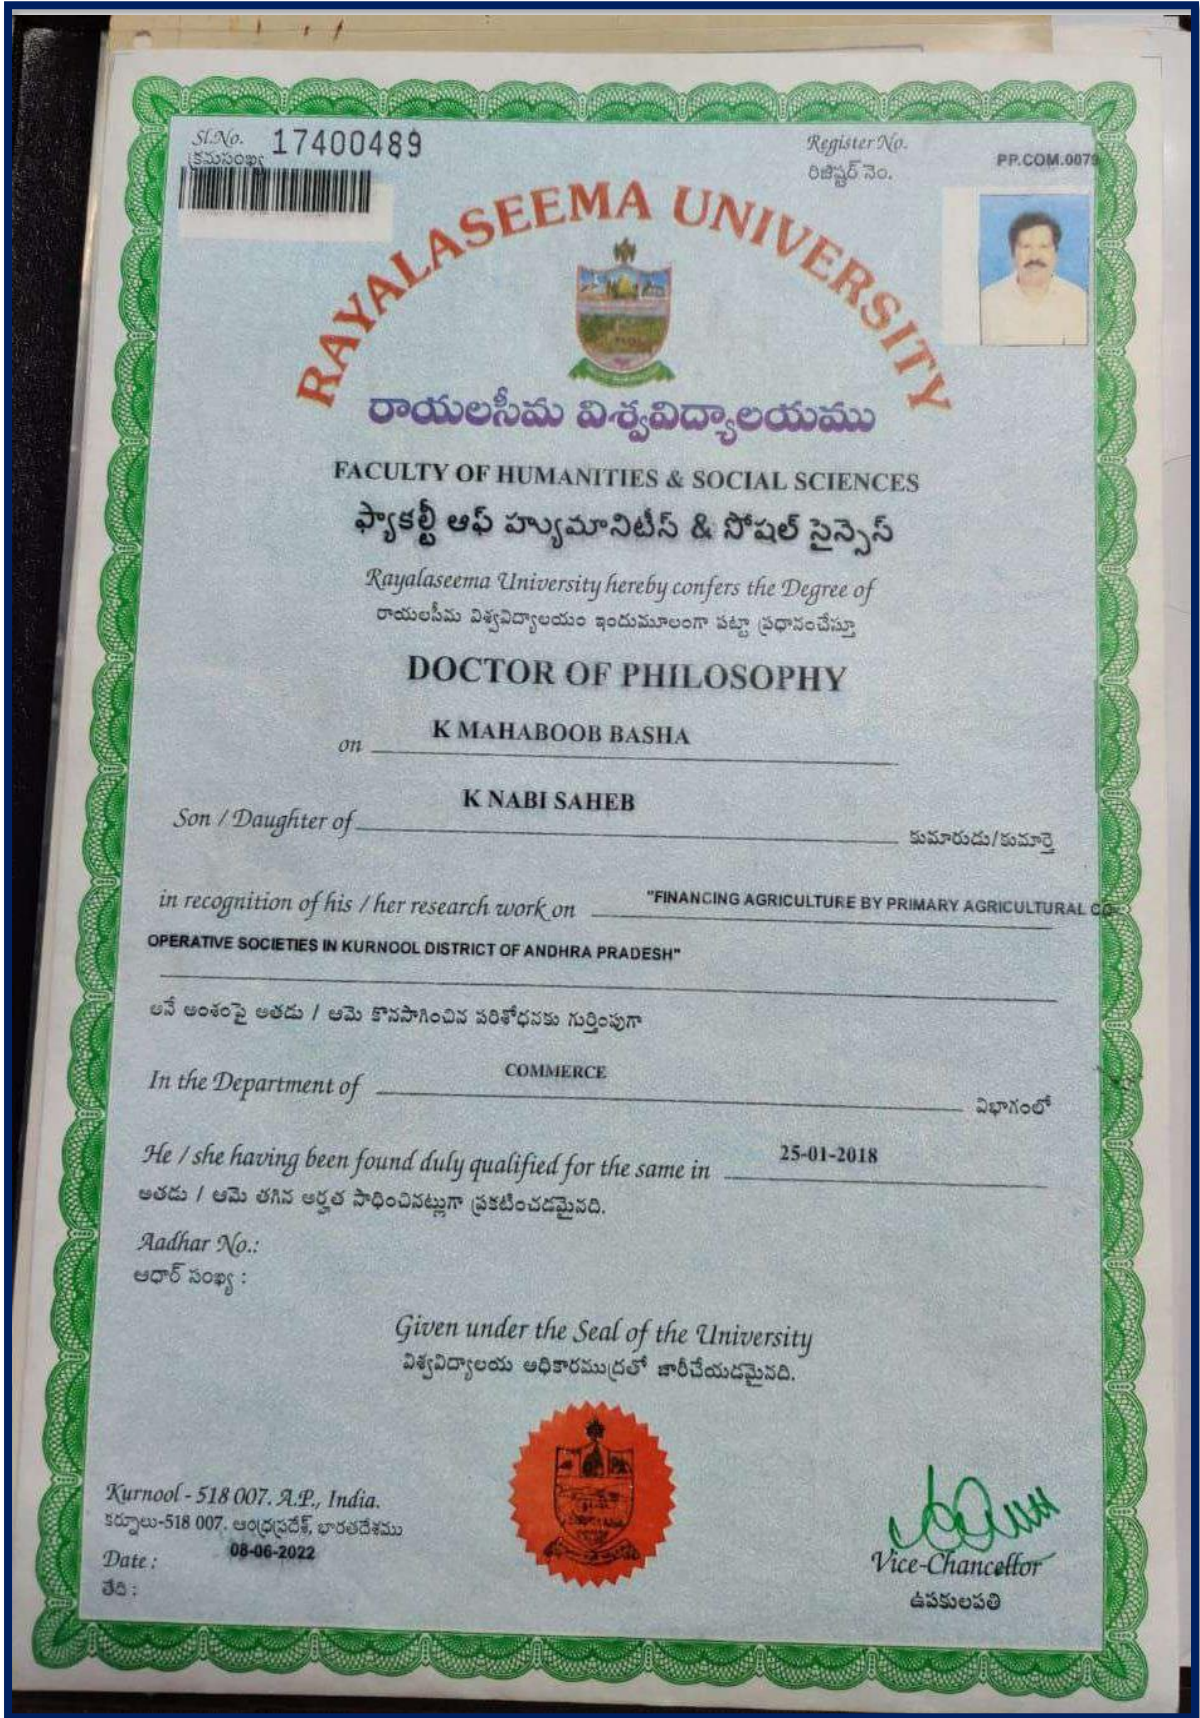 Sl.No. 17400489
క్రమసంఖ్య
Register No. PP.COM.0079
రిజిష్టర్ నెం.
RAYALASEEMA UNIVERSITY
రాయలసీమ విశ్వవిద్యాలయము
FACULTY OF HUMANITIES & SOCIAL SCIENCES
ఫ్యాకల్టీ ఆఫ్ హ్యుమానిటీస్ & సోషల్ సైన్సెస్
Rayalaseema University hereby confers the Degree of
రాయలసీమ విశ్వవిద్యాలయం ఇందుమూలంగా పట్టా ప్రధానంచేస్తూ
DOCTOR OF PHILOSOPHY
on K MAHABOOB BASHA
K NABI SAHEB
Son / Daughter of కుమారుడు/కుమార్తె
in recognition of his / her research work on "FINANCING AGRICULTURE BY PRIMARY AGRICULTURAL CO
OPERATIVE SOCIETIES IN KURNOOL DISTRICT OF ANDHRA PRADESH"
అనే అంశంపై అతడు / ఆమె కొనసాగించిన పరిశోధనకు గుర్తింపుగా
In the Department of COMMERCE విభాగంలో
He / she having been found duly qualified for the same in 25-01-2018
అతడు / ఆమె తగిన అర్హత సాధించినట్లుగా ప్రకటించడమైనది.
Aadhar No.:
ఆధార్ సంఖ్య :
Given under the Seal of the University
విశ్వవిద్యాలయ అధికారముద్రతో జారీచేయడమైనది.
Kurnool - 518 007. A.P., India.
కర్నూలు-518 007. ఆంధ్రప్రదేశ్, భారతదేశము
Date : 08-06-2022
తేది :
Vice-Chancellor
ఉపకులపతి